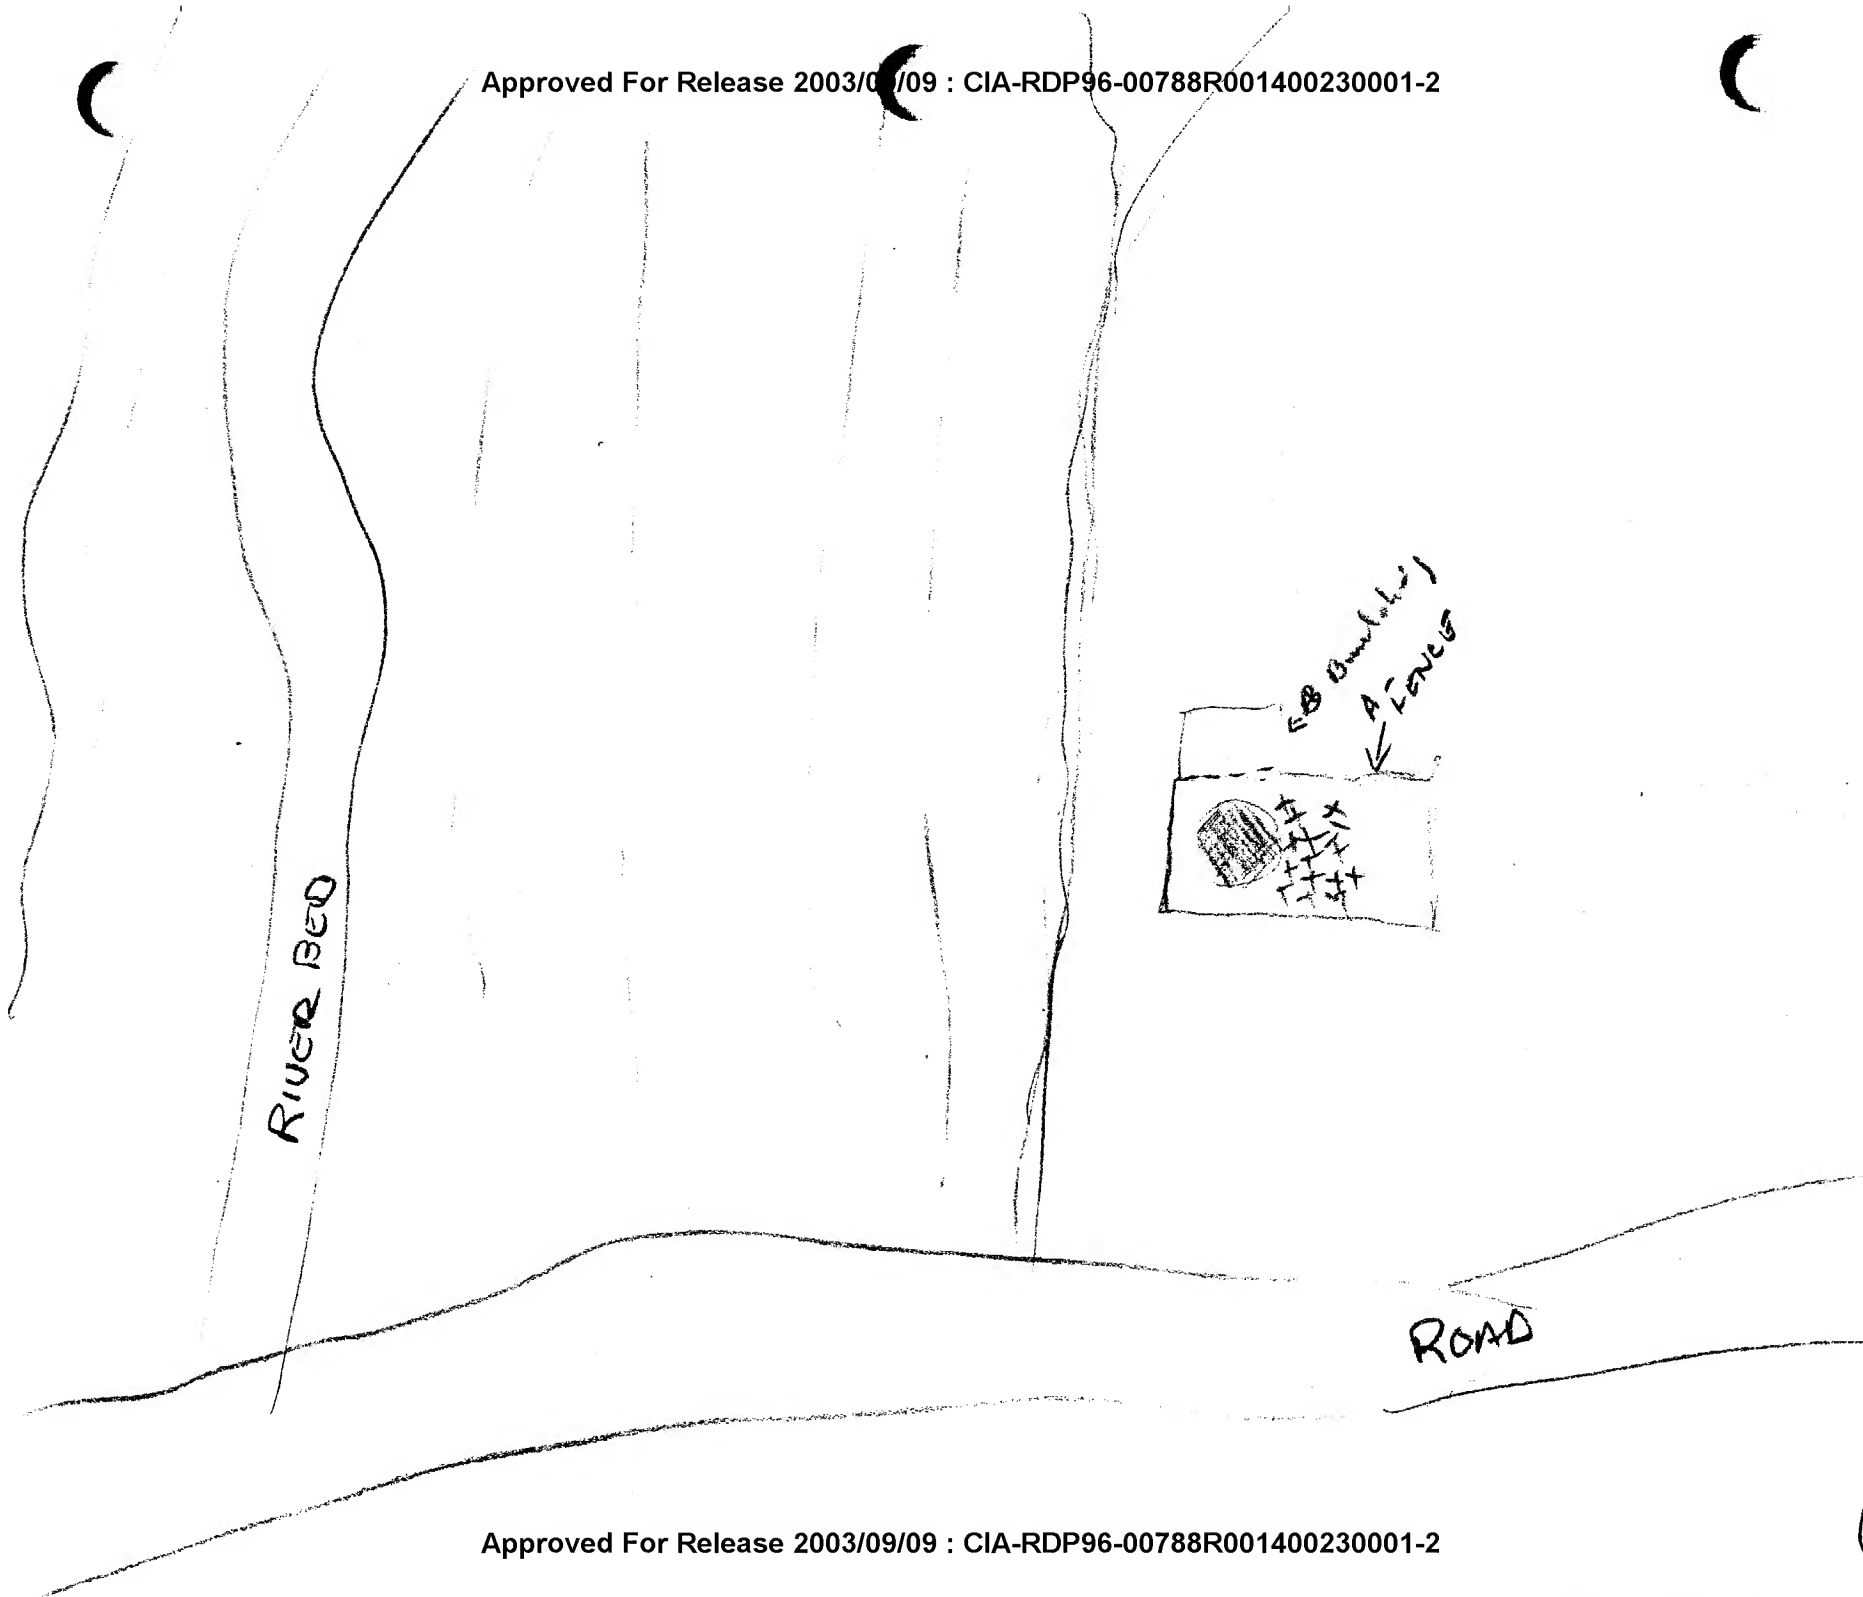 Approved For Release 2003/09/09 : CIA-RDP96-00788R001400230001-2
B Building
A FENCE
RIVER BED
ROAD
Approved For Release 2003/09/09 : CIA-RDP96-00788R001400230001-2